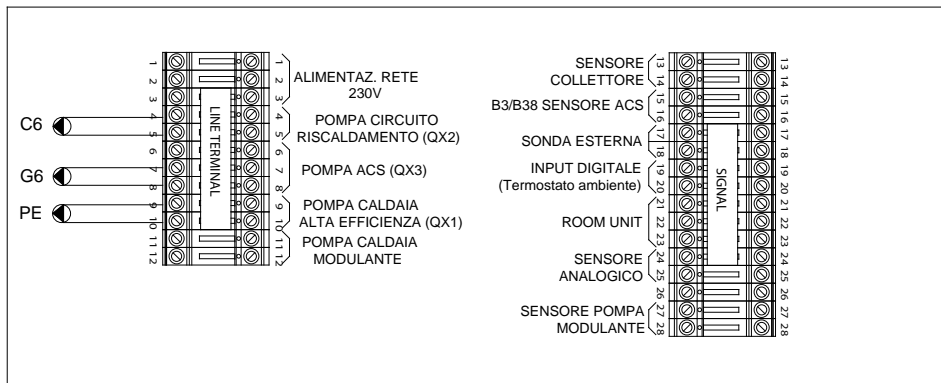 C6
G6
PE
1
2
3
4
5
6
7
8
9
10
11
12
LINE TERMINAL
1
2
3
4
5
6
7
8
9
10
11
12
ALIMENTAZ. RETE
230V
POMPA CIRCUITO
RISCALDAMENTO (QX2)
POMPA ACS (QX3)
POMPA CALDAIA
ALTA EFFICIENZA (QX1)
POMPA CALDAIA
MODULANTE
SENSORE
COLLETTORE
B3/B38 SENSORE ACS
SONDA ESTERNA
INPUT DIGITALE
(Termostato ambiente)
ROOM UNIT
SENSORE
ANALOGICO
SENSORE POMPA
MODULANTE
13
14
15
16
17
18
19
20
21
22
23
24
25
26
27
28
SIGNAL
13
14
15
16
17
18
19
20
21
22
23
24
25
26
27
28